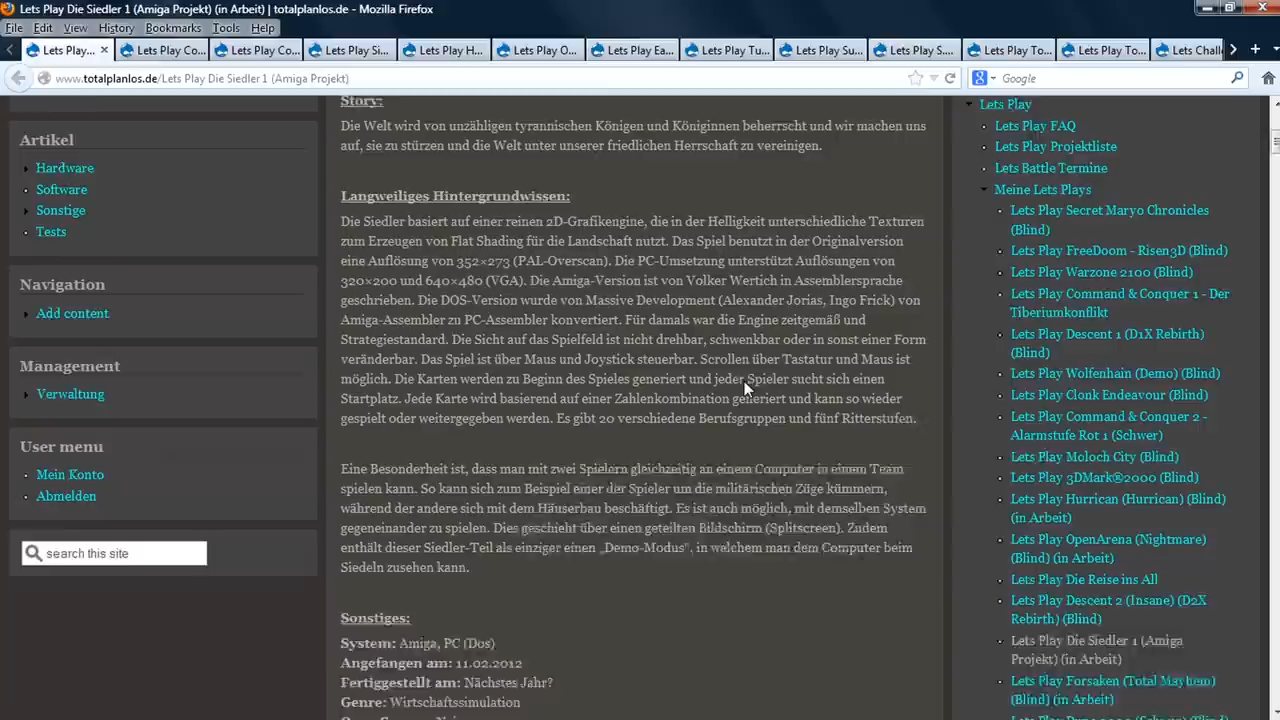 Lets Play Die Siedler 1 (Amiga Projekt) (in Arbeit) | totalplanlos.de - Mozilla Firefox
File Edit View History Bookmarks Tools Help
Lets Play... × Lets Play Co... Lets Play Co... Lets Play Si... Lets Play H... Lets Play O... Lets Play Ea... Lets Play Tu... Lets Play Su... Lets Play S.... Lets Play To... Lets Play To... Lets Chall
www.totalplanlos.de/Lets Play Die Siedler 1 (Amiga Projekt)
Google
Artikel
Hardware
Software
Sonstige
Tests
Navigation
Add content
Management
Verwaltung
User menu
Mein Konto
Abmelden
search this site
Story:
Die Welt wird von unzähligen tyrannischen Königen und Königinnen beherrscht und wir machen uns
auf, sie zu stürzen und die Welt unter unserer friedlichen Herrschaft zu vereinigen.
Langweiliges Hintergrundwissen:
Die Siedler basiert auf einer reinen 2D-Grafikengine, die in der Helligkeit unterschiedliche Texturen
zum Erzeugen von Flat Shading für die Landschaft nutzt. Das Spiel benutzt in der Originalversion
eine Auflösung von 352×273 (PAL-Overscan). Die PC-Umsetzung unterstützt Auflösungen von
320×200 und 640×480 (VGA). Die Amiga-Version ist von Volker Wertich in Assemblersprache
geschrieben. Die DOS-Version wurde von Massive Development (Alexander Jorias, Ingo Frick) von
Amiga-Assembler zu PC-Assembler konvertiert. Für damals war die Engine zeitgemäß und
Strategiestandard. Die Sicht auf das Spielfeld ist nicht drehbar, schwenkbar oder in sonst einer Form
veränderbar. Das Spiel ist über Maus und Joystick steuerbar. Scrollen über Tastatur und Maus ist
möglich. Die Karten werden zu Beginn des Spieles generiert und jeder Spieler sucht sich einen
Startplatz. Jede Karte wird basierend auf einer Zahlenkombination generiert und kann so wieder
gespielt oder weitergegeben werden. Es gibt 20 verschiedene Berufsgruppen und fünf Ritterstufen.
Eine Besonderheit ist, dass man mit zwei Spielern gleichzeitig an einem Computer in einem Team
spielen kann. So kann sich zum Beispiel einer der Spieler um die militärischen Züge kümmern,
während der andere sich mit dem Häuserbau beschäftigt. Es ist auch möglich, mit demselben System
gegeneinander zu spielen. Dies geschieht über einen geteilten Bildschirm (Splitscreen). Zudem
enthält dieser Siedler-Teil als einziger einen „Demo-Modus", in welchem man dem Computer beim
Siedeln zusehen kann.
Sonstiges:
System: Amiga, PC (Dos)
Angefangen am: 11.02.2012
Fertiggestellt am: Nächstes Jahr?
Genre: Wirtschaftssimulation
Lets Play
Lets Play FAQ
Lets Play Projektliste
Lets Battle Termine
Meine Lets Plays
Lets Play Secret Maryo Chronicles
(Blind)
Lets Play FreeDoom - Risen3D (Blind)
Lets Play Warzone 2100 (Blind)
Lets Play Command & Conquer 1 - Der
Tiberiumkonflikt
Lets Play Descent 1 (D1X Rebirth)
(Blind)
Lets Play Wolfenhain (Demo) (Blind)
Lets Play Clonk Endeavour (Blind)
Lets Play Command & Conquer 2 -
Alarmstufe Rot 1 (Schwer)
Lets Play Moloch City (Blind)
Lets Play 3DMark®2000 (Blind)
Lets Play Hurrican (Hurrican) (Blind)
(in Arbeit)
Lets Play OpenArena (Nightmare)
(Blind) (in Arbeit)
Lets Play Die Reise ins All
Lets Play Descent 2 (Insane) (D2X
Rebirth) (Blind)
Lets Play Die Siedler 1 (Amiga
Projekt) (in Arbeit)
Lets Play Forsaken (Total Mayhem)
(Blind) (in Arbeit)